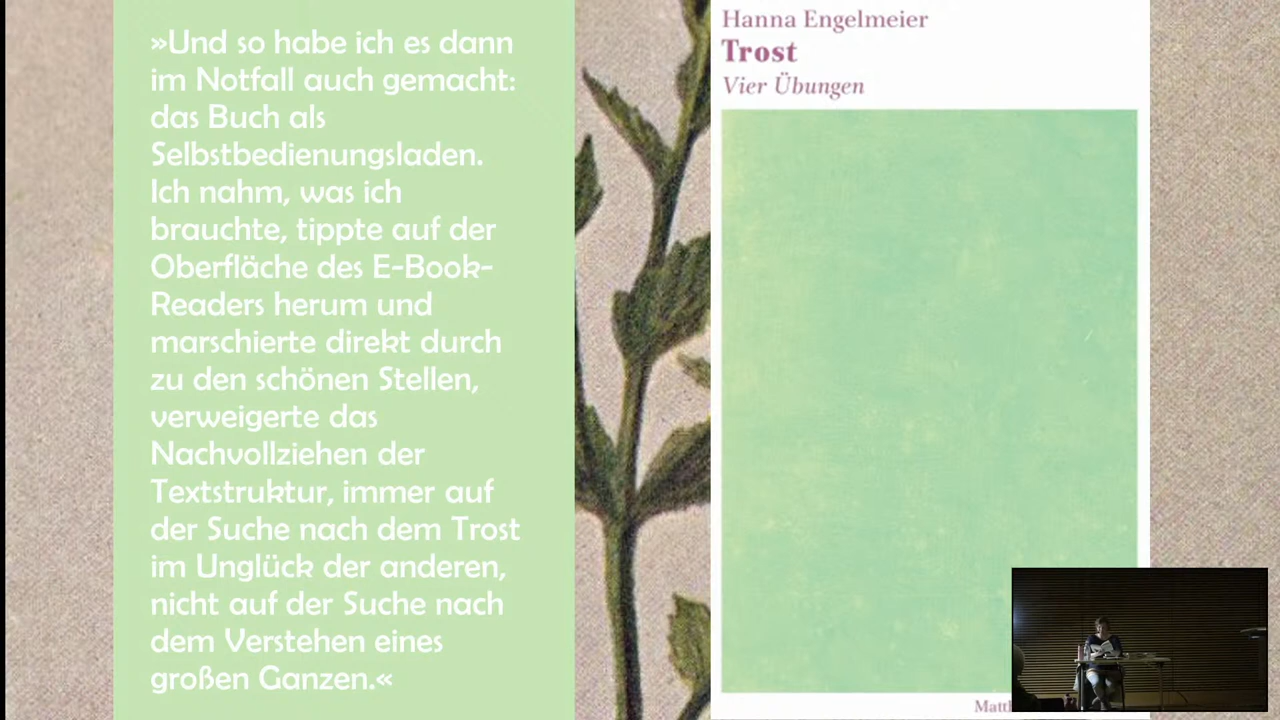 »Und so habe ich es dann
im Notfall auch gemacht:
das Buch als
Selbstbedienungsladen.
Ich nahm, was ich
brauchte, tippte auf der
Oberfläche des E-Book-
Readers herum und
marschierte direkt durch
zu den schönen Stellen,
verweigerte das
Nachvollziehen der
Textstruktur, immer auf
der Suche nach dem Trost
im Unglück der anderen,
nicht auf der Suche nach
dem Verstehen eines
großen Ganzen.«
Hanna Engelmeier
Trost
Vier Übungen